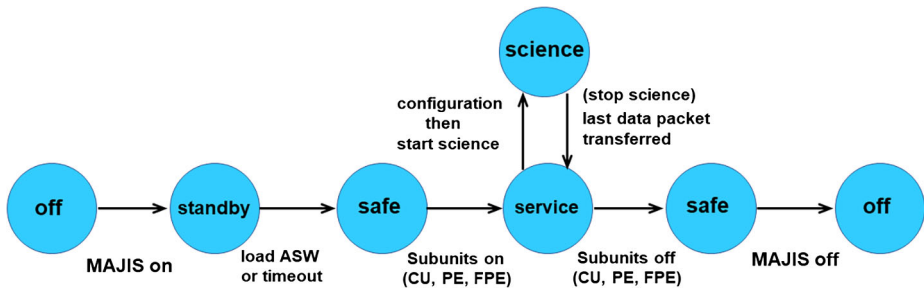 science
configuration
then
start science
(stop science)
last data packet
transferred
off
standby
safe
service
safe
off
MAJIS on
load ASW
or timeout
Subunits on
(CU, PE, FPE)
Subunits off
(CU, PE, FPE)
MAJIS off